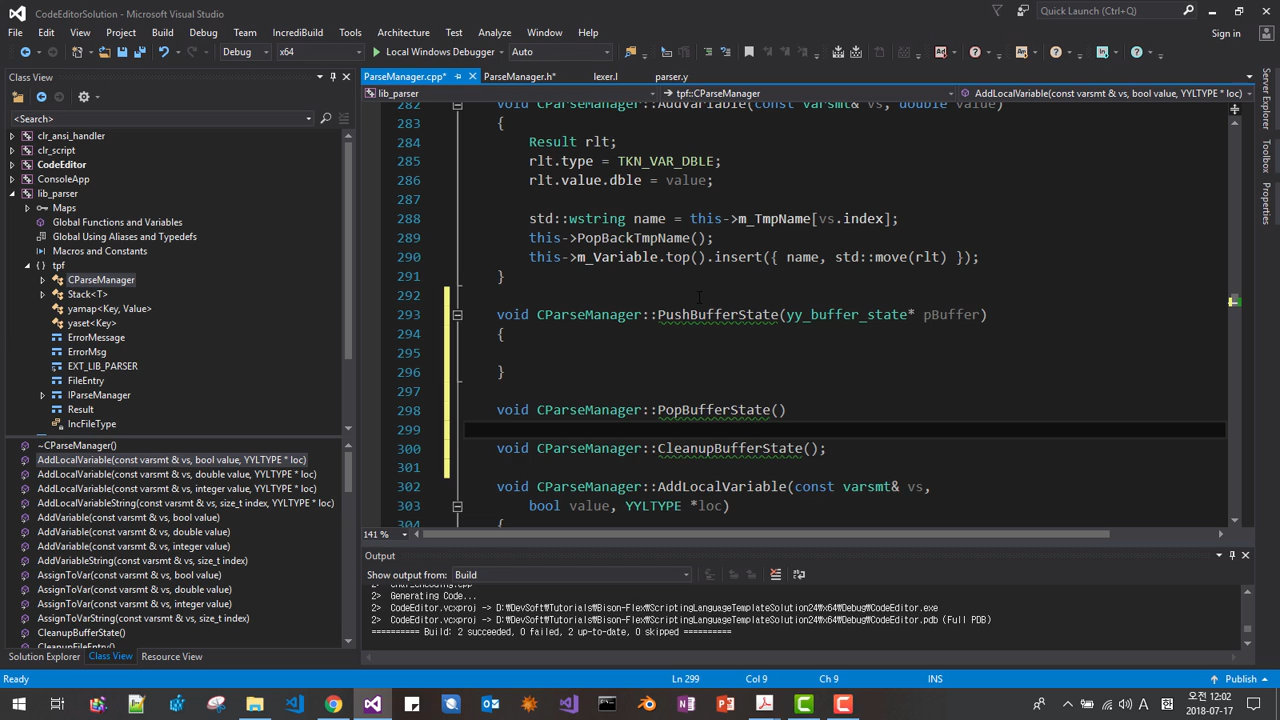 CodeEditorSolution - Microsoft Visual Studio
Quick Launch (Ctrl+Q)
File Edit View Project Build Debug Team IncrediBuild Tools Architecture Test Analyze Window Help
Sign in
Debug x64 Local Windows Debugger Auto
Class View
ParseManager.cpp* ParseManager.h* lexer.l parser.y
lib_parser tpf::CParseManager AddLocalVariable(const varsmt& vs, bool value, YYLTYPE * loc)
<Search>
clr_ansi_handler
clr_script
CodeEditor
ConsoleApp
lib_parser
Maps
Global Functions and Variables
Global Using Aliases and Typedefs
Macros and Constants
tpf
CParseManager
Stack<T>
yamap<Key, Value>
yaset<Key>
ErrorMessage
ErrorMsg
EXT_LIB_PARSER
FileEntry
IParseManager
Result
IncFileType
~CParseManager()
AddLocalVariable(const varsmt & vs, bool value, YYLTYPE * loc)
AddLocalVariable(const varsmt & vs, double value, YYLTYPE * loc)
AddLocalVariable(const varsmt & vs, integer value, YYLTYPE * loc)
AddLocalVariableString(const varsmt & vs, size_t index, YYLTYPE * loc)
AddVariable(const varsmt & vs, bool value)
AddVariable(const varsmt & vs, double value)
AddVariable(const varsmt & vs, integer value)
AddVariableString(const varsmt & vs, size_t index)
AssignToVar(const varsmt & vs, bool value)
AssignToVar(const varsmt & vs, double value)
AssignToVar(const varsmt & vs, integer value)
AssignToVarString(const varsmt & vs, size_t index)
CleanupBufferState()
CleanupFileEntry()
Solution Explorer Class View Resource View
282 void CParseManager::AddVariable(const varsmt& vs, double value)
283 {
284 Result rlt;
285 rlt.type = TKN_VAR_DBLE;
286 rlt.value.dble = value;
287
288 std::wstring name = this->m_TmpName[vs.index];
289 this->PopBackTmpName();
290 this->m_Variable.top().insert({ name, std::move(rlt) });
291 }
292
293 void CParseManager::PushBufferState(yy_buffer_state* pBuffer)
294 {
295
296 }
297
298 void CParseManager::PopBufferState()
299
300 void CParseManager::CleanupBufferState();
301
302 void CParseManager::AddLocalVariable(const varsmt& vs,
303 bool value, YYLTYPE *loc)
304 {
141 %
Output
Show output from: Build
2> Generating Code...
2> CodeEditor.vcxproj -> D:₩DevSoft₩Tutorials₩Bison-Flex₩ScriptingLanguageTemplateSolution24₩x64₩Debug₩CodeEditor.exe
2> CodeEditor.vcxproj -> D:₩DevSoft₩Tutorials₩Bison-Flex₩ScriptingLanguageTemplateSolution24₩x64₩Debug₩CodeEditor.pdb (Full PDB)
========== Build: 2 succeeded, 0 failed, 2 up-to-date, 0 skipped ==========
Server Explorer
Toolbox
Properties
Ready Ln 299 Col 9 Ch 9 INS Publish
A 오전 12:02
2018-07-17